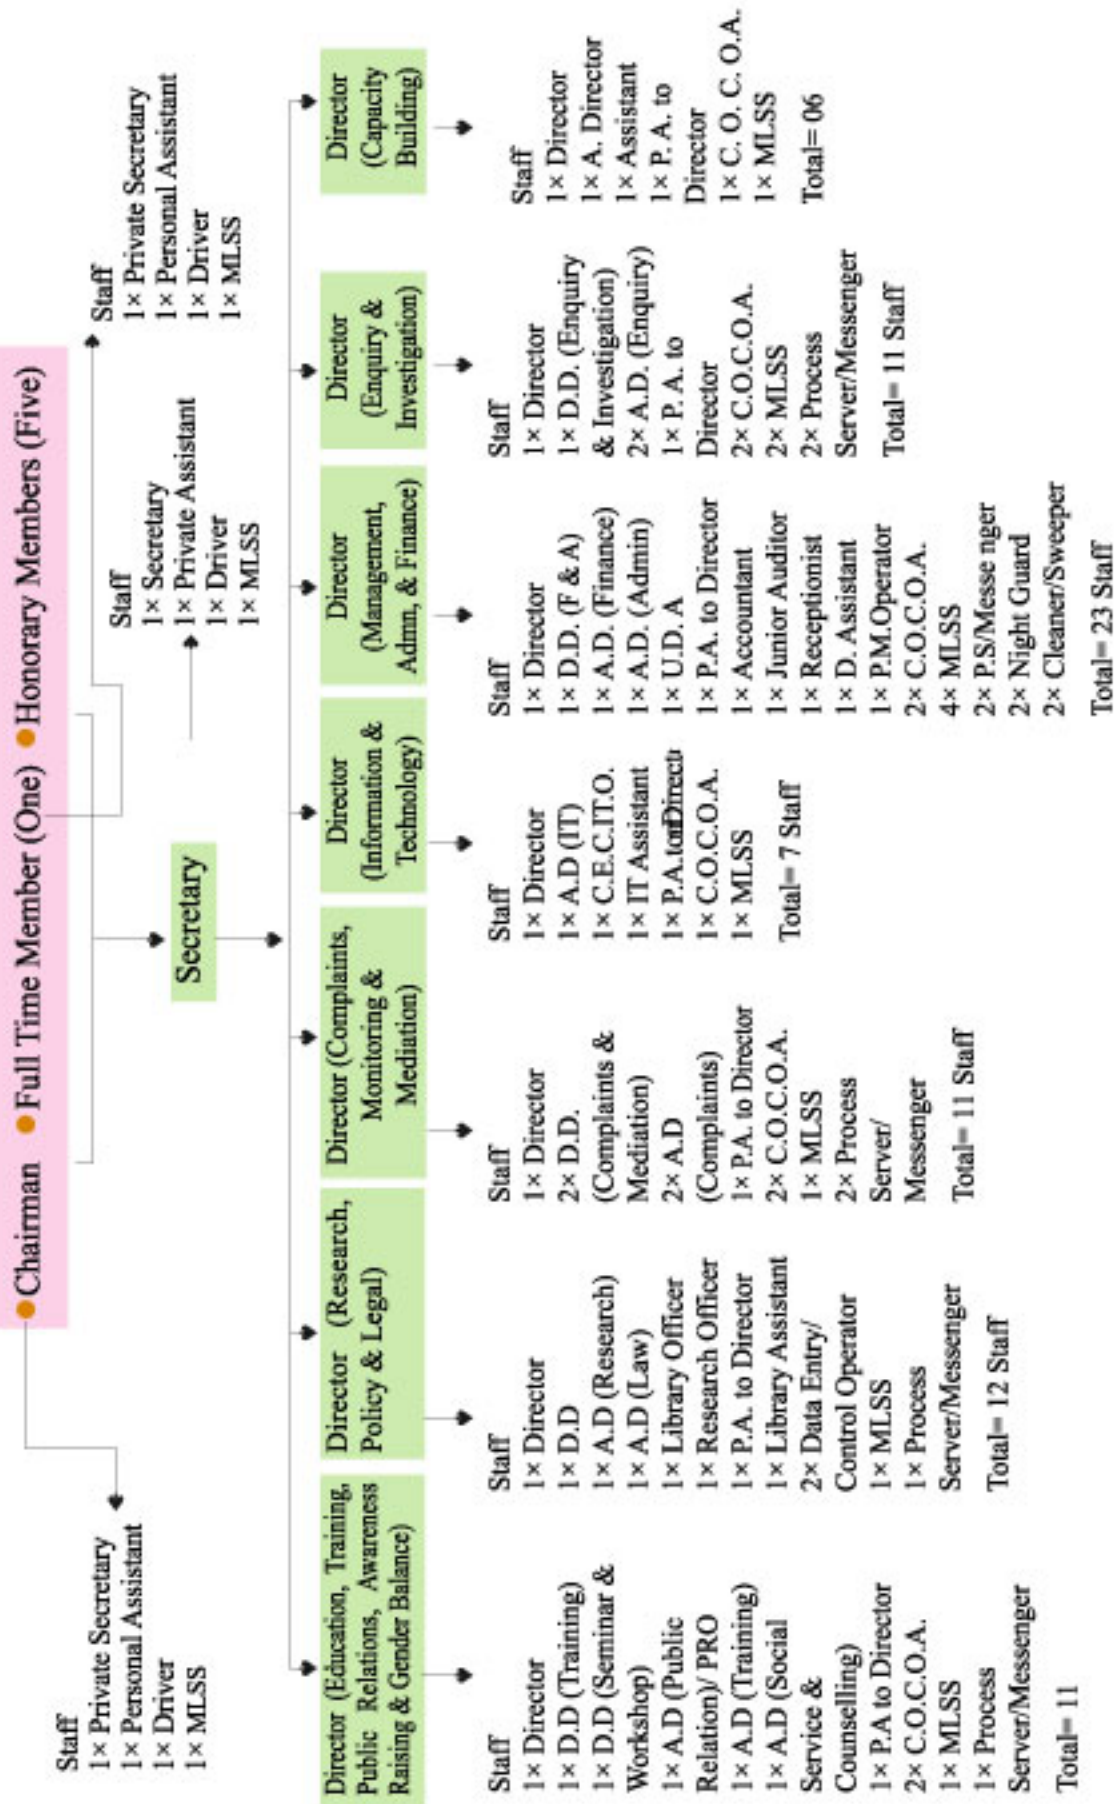 Chairman
Full Time Member (One)
Honorary Members (Five)
Staff
1× Private Secretary
1× Personal Assistant
1× Driver
1× MLSS
Secretary
Staff
1× Secretary
1× Private Assistant
1× Driver
1× MLSS
Staff
1× Private Secretary
1× Personal Assistant
1× Driver
1× MLSS
Director (Education, Training,
Public Relations, Awareness
Raising & Gender Balance)
Staff
1× Director
1× D.D (Training)
1× D.D (Seminar &
Workshop)
1× A.D (Public
Relation)/ PRO
1× A.D (Training)
1× A.D (Social
Service &
Counselling)
1× P.A to Director
2× C.O.C.O.A.
1× MLSS
1× Process
Server/Messenger
Total= 11
Director (Research,
Policy & Legal)
Staff
1× Director
1× D.D
1× A.D (Research)
1× A.D (Law)
1× Library Officer
1× Research Officer
1× P.A. to Director
1× Library Assistant
2× Data Entry/
Control Operator
1× MLSS
1× Process
Server/Messenger
Total= 12 Staff
Director (Complaints,
Monitoring &
Mediation)
Staff
1× Director
2× D.D.
(Complaints &
Mediation)
2× A.D
(Complaints)
1× P.A. to Director
2× C.O.C.O.A.
1× MLSS
2× Process
Server/
Messenger
Total= 11 Staff
Director
(Information &
Technology)
Staff
1× Director
1× A.D (IT)
1× C.E.C.IT.O.
1× IT Assistant
1× P.A.
1× C.O.C.O.A.
1× MLSS
Total= 7 Staff
Director
(Management,
Admn, & Finance)
Staff
1× Director
1× D.D. (F & A)
1× A.D. (Finance)
1× A.D. (Admin)
1× U.D. A
1× P.A. to Director
1× Accountant
1× Junior Auditor
1× Receptionist
1× D. Assistant
1× P.M.Operator
2× C.O.C.O.A.
4× MLSS
2× P.S/Messe nger
2× Night Guard
2× Cleaner/Sweeper
Total= 23 Staff
Director
(Enquiry &
Investigation)
Staff
1× Director
1× D.D. (Enquiry
& Investigation)
2× A.D. (Enquiry)
1× P. A. to
Director
2× C.O.C.O.A.
2× MLSS
2× Process
Server/Messenger
Total= 11 Staff
Director
(Capacity
Building)
Staff
1× Director
1× A. Director
1× Assistant
1× P. A. to
Director
1× C. O. C. O.A.
1× MLSS
Total= 06